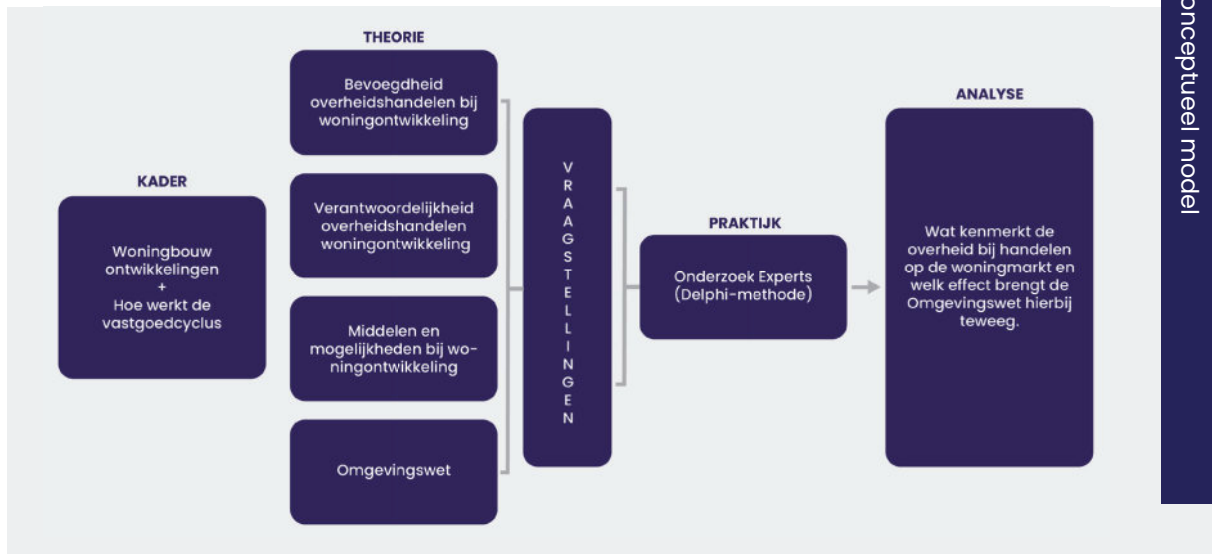 KADER
Woningbouw
ontwikkelingen
+
Hoe werkt de
vastgoedcyclus
THEORIE
Bevoegdheid
overheidshandelen bij
woningontwikkeling
Verantwoordelijkheid
overheidshandelen
woningontwikkeling
Middelen en
mogelijkheden bij wo-
ningontwikkeling
Omgevingswet
VRAAGSTELLINGEN
PRAKTIJK
Onderzoek Experts
(Delphi-methode)
ANALYSE
Wat kenmerkt de
overheid bij handelen
op de woningmarkt en
welk effect brengt de
Omgevingswet hierbij
teweeg.
onceptueel model